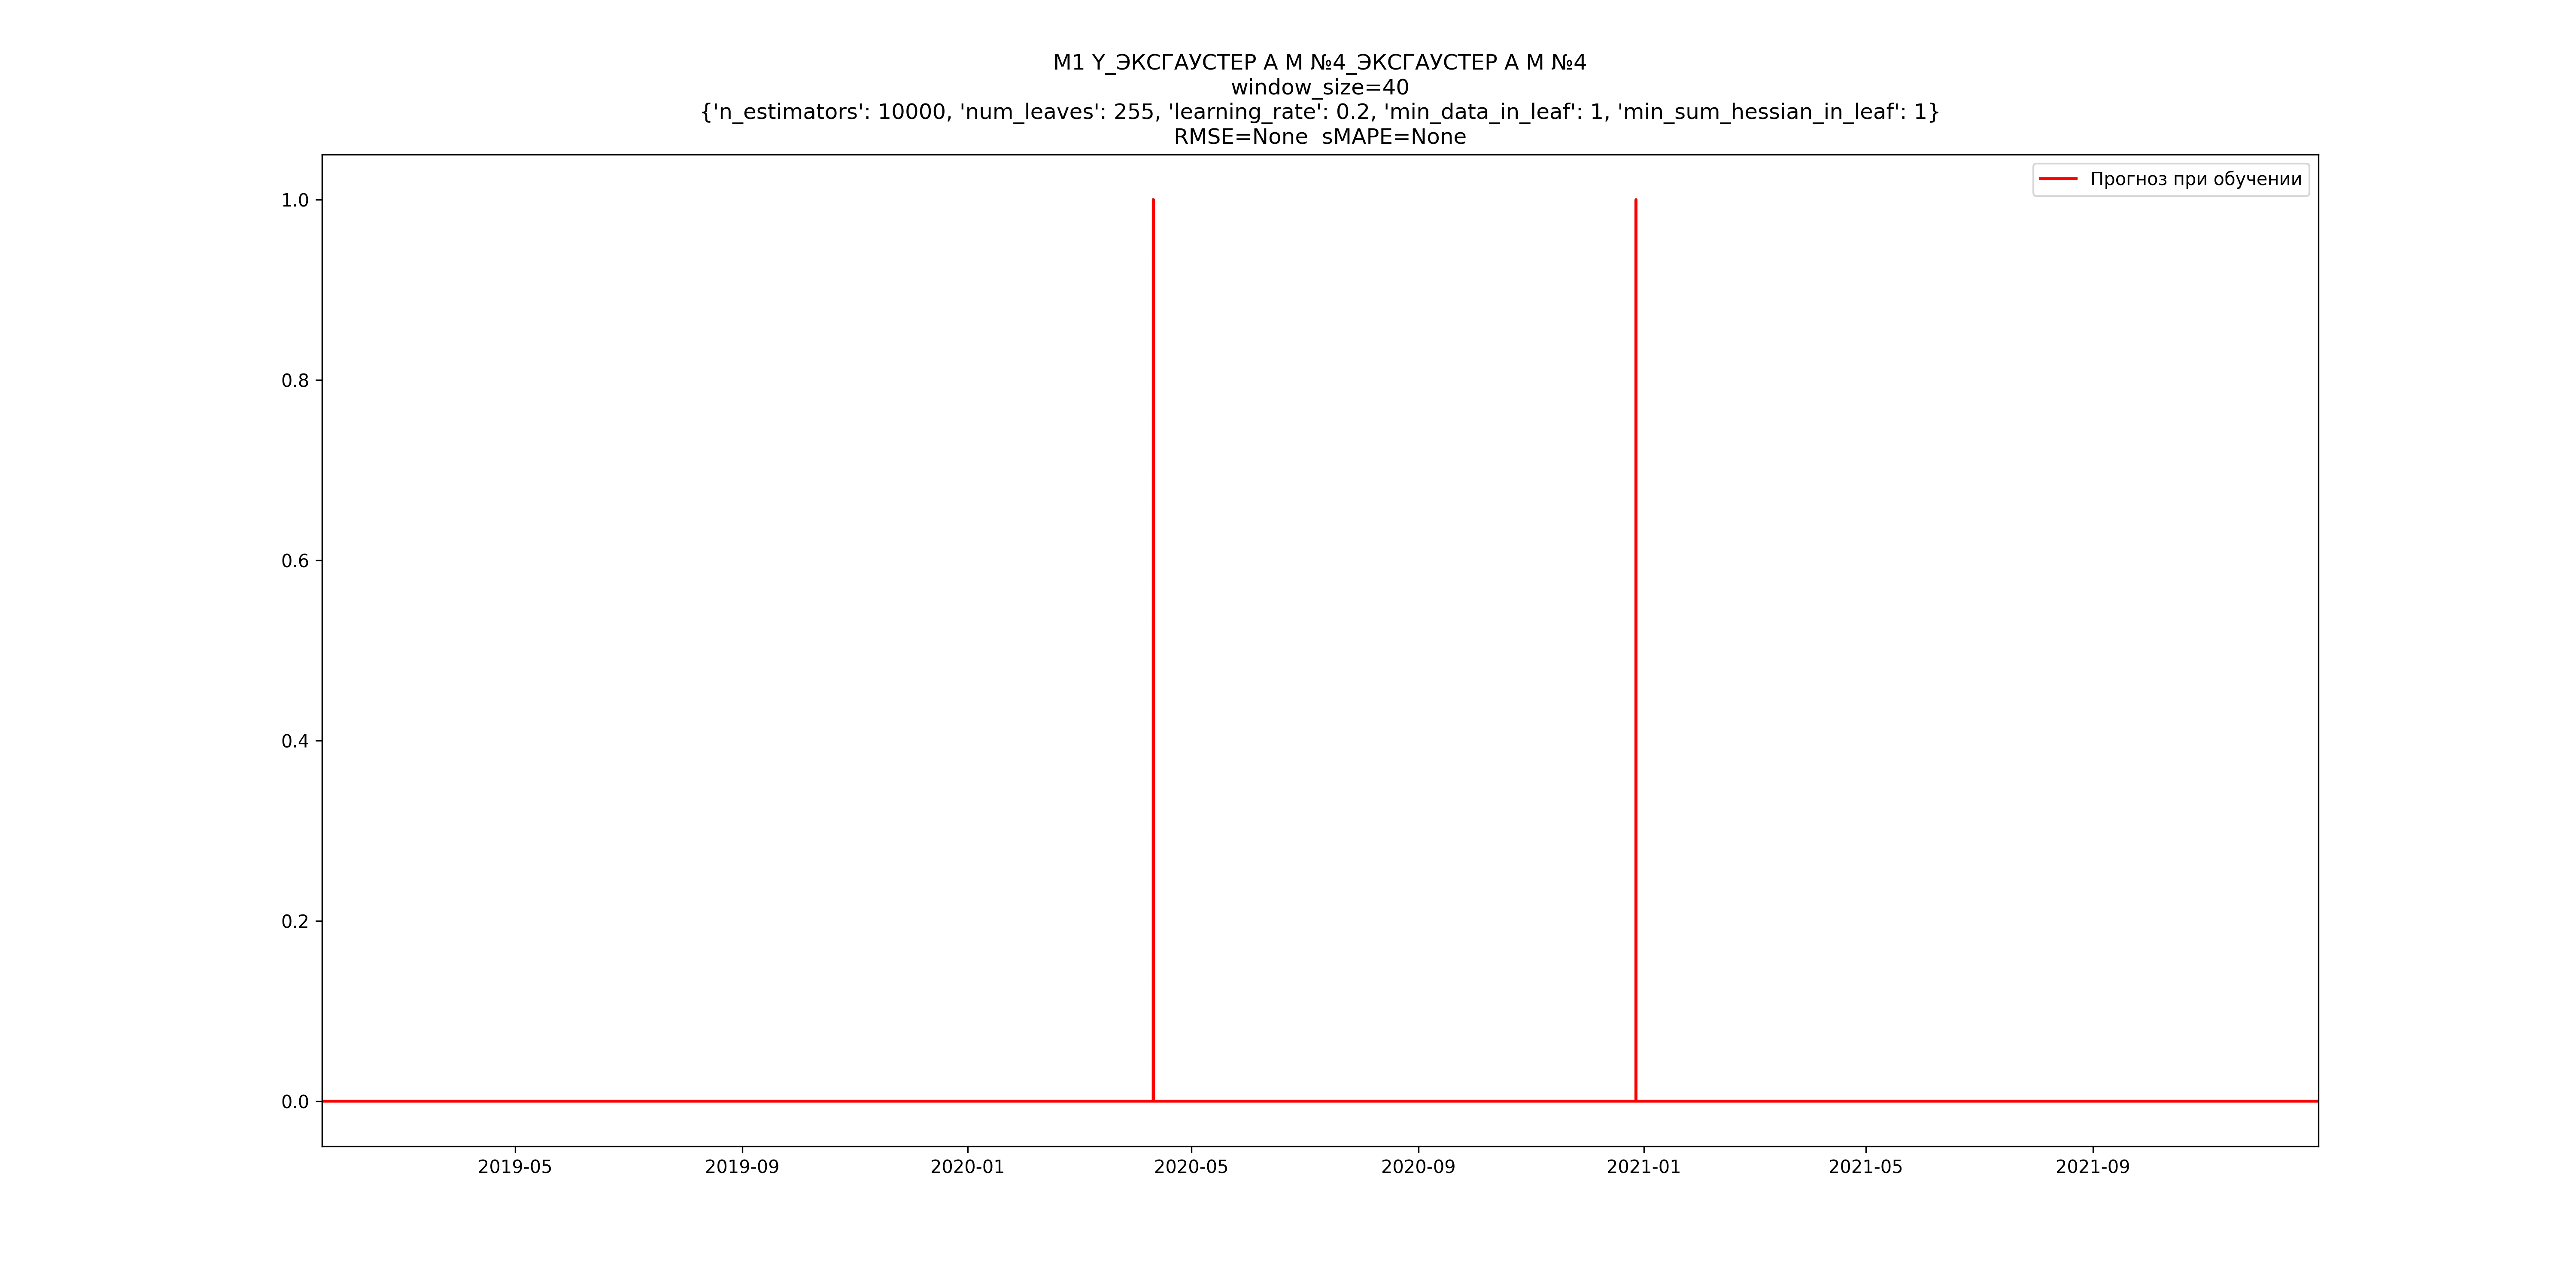 M1 Y_ЭКСГАУСТЕР А М №4_ЭКСГАУСТЕР А М №4
window_size=40
{'n_estimators': 10000, 'num_leaves': 255, 'learning_rate': 0.2, 'min_data_in_leaf': 1, 'min_sum_hessian_in_leaf': 1}
RMSE=None  sMAPE=None
Прогноз при обучении
1.0
0.8
0.6
0.4
0.2
0.0
2019-05 2019-09 2020-01 2020-05 2020-09 2021-01 2021-05 2021-09